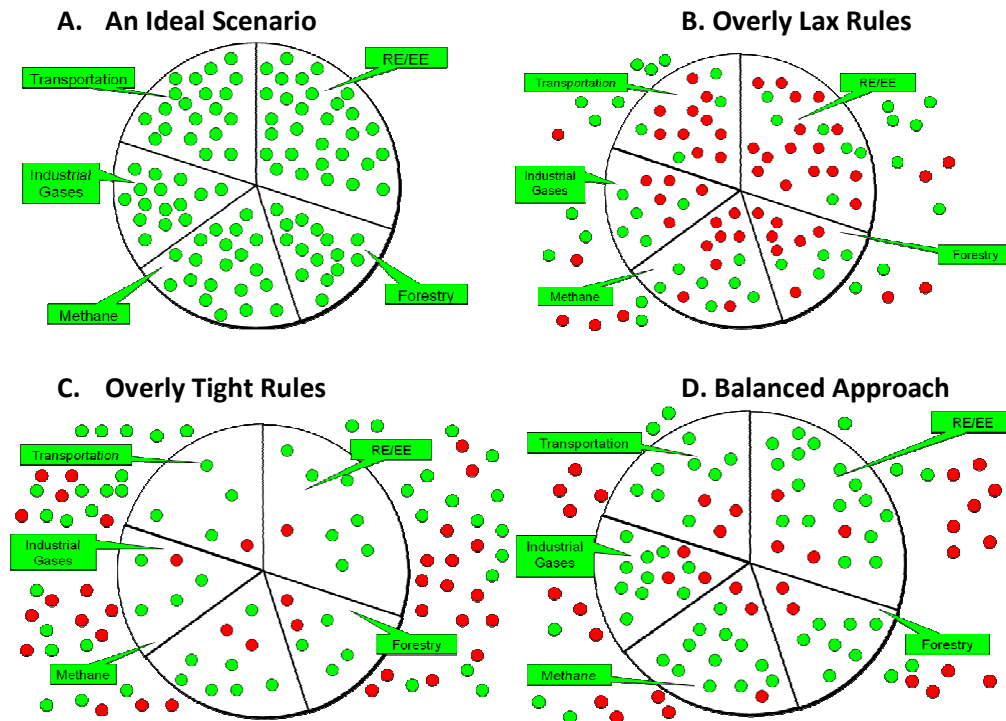 A. An Ideal Scenario
Transportation
RE/EE
Industrial
Gases
Methane
Forestry
B. Overly Lax Rules
Transportation
RE/EE
Industrial
Gases
Methane
Forestry
C. Overly Tight Rules
Transportation
RE/EE
Industrial
Gases
Methane
Forestry
D. Balanced Approach
Transportation
RE/EE
Industrial
Gases
Methane
Forestry